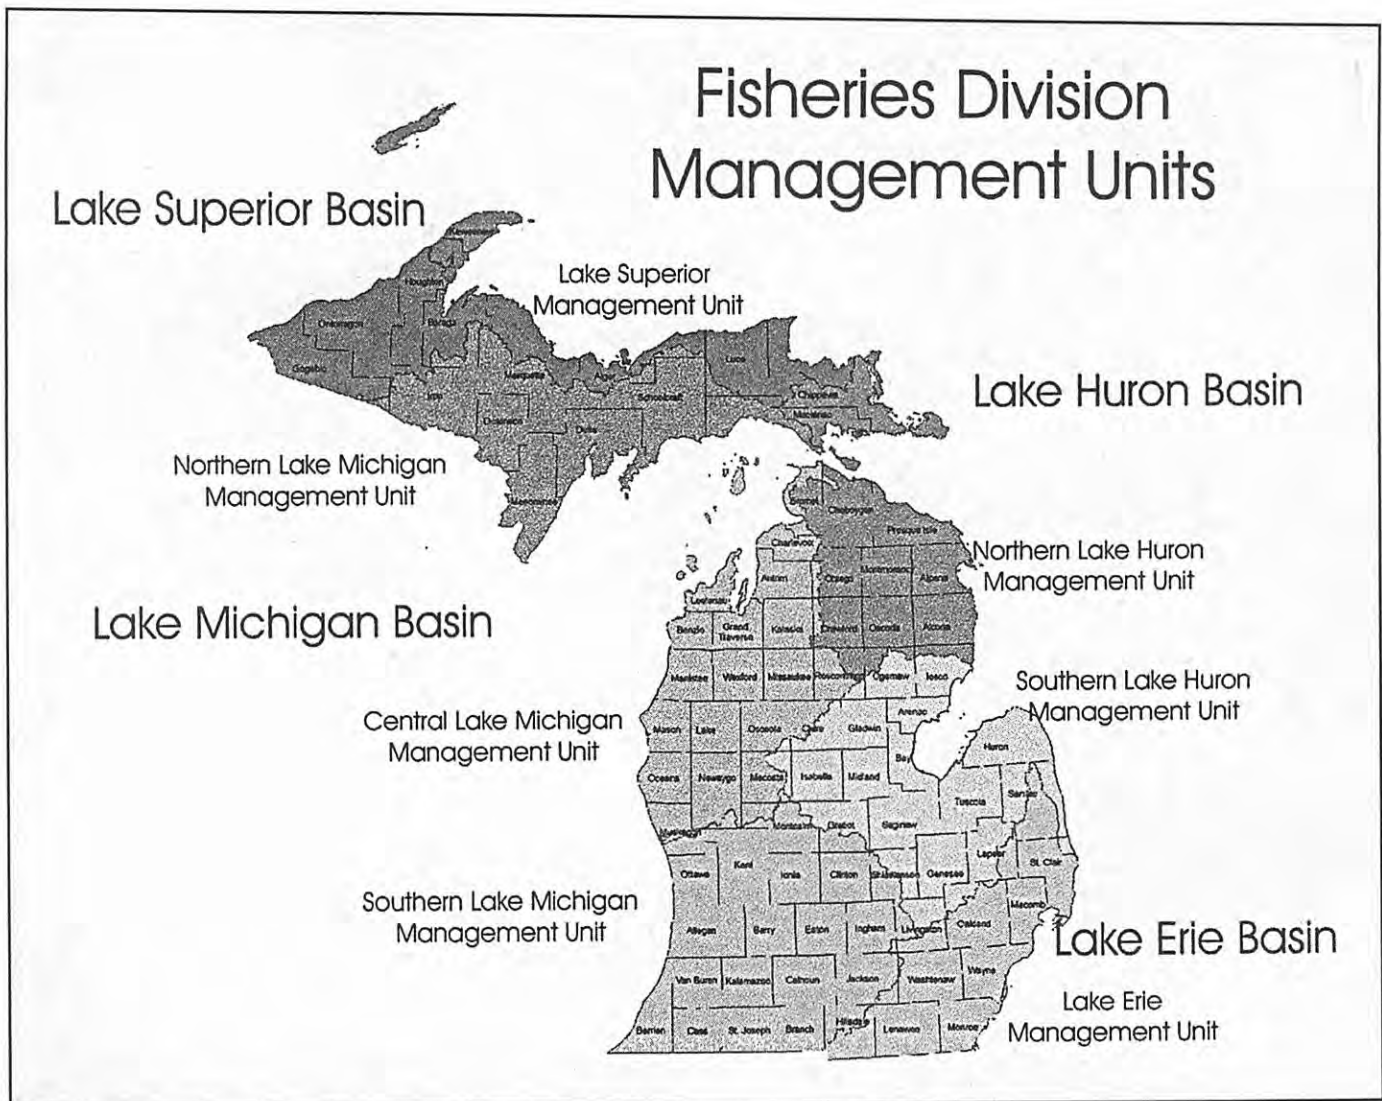 Fisheries Division
Management Units
Lake Superior Basin
Lake Superior
Management Unit
Lake Huron Basin
Northern Lake Michigan
Management Unit
Lake Michigan Basin
Northern Lake Huron
Management Unit
Southern Lake Huron
Management Unit
Central Lake Michigan
Management Unit
Southern Lake Michigan
Management Unit
Lake Erie Basin
Lake Erie
Management Unit
Houghton
Ontonagon
Baraga
Gogebic
Iron
Marquette
Luce
Schoolcraft
Chippewa
Mackinac
Delta
Cheboygan
Presque Isle
Charlevoix
Antrim
Otsego
Alpena
Leelanau
Benzie
Grand
Traverse
Kalkaska
Crawford
Oscoda
Alcona
Manistee
Wexford
Missaukee
Roscommon
Ogemaw
Iosco
Arenac
Mason
Lake
Osceola
Clare
Gladwin
Huron
Bay
Oceana
Newaygo
Mecosta
Isabella
Midland
Tuscola
Sanilac
Muskegon
Montcalm
Gratiot
Saginaw
Lapeer
St. Clair
Ottawa
Kent
Ionia
Clinton
Shiawassee
Genesee
Macomb
Allegan
Barry
Eaton
Ingham
Livingston
Oakland
Van Buren
Kalamazoo
Calhoun
Jackson
Washtenaw
Wayne
Berrien
Cass
St. Joseph
Branch
Hillsdale
Lenawee
Monroe